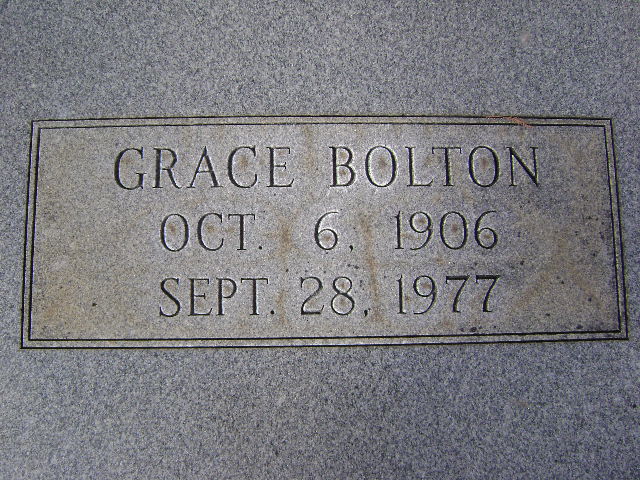 GRACE BOLTON
OCT. 6, 1906
SEPT. 28, 1977